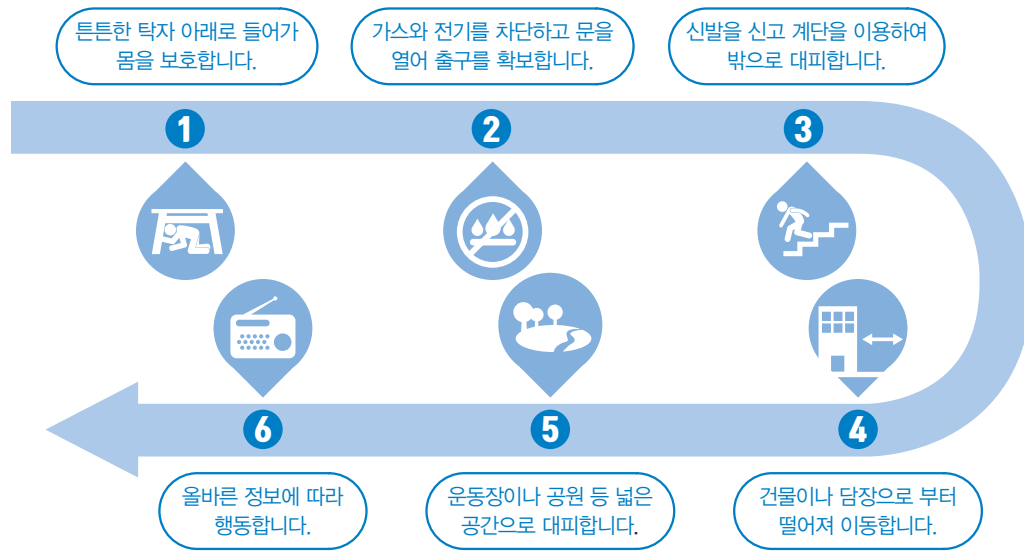 튼튼한 탁자 아래로 들어가
몸을 보호합니다.
가스와 전기를 차단하고 문을
열어 출구를 확보합니다.
신발을 신고 계단을 이용하여
밖으로 대피합니다.
1
2
3
4
5
6
건물이나 담장으로 부터
떨어져 이동합니다.
운동장이나 공원 등 넓은
공간으로 대피합니다.
올바른 정보에 따라
행동합니다.